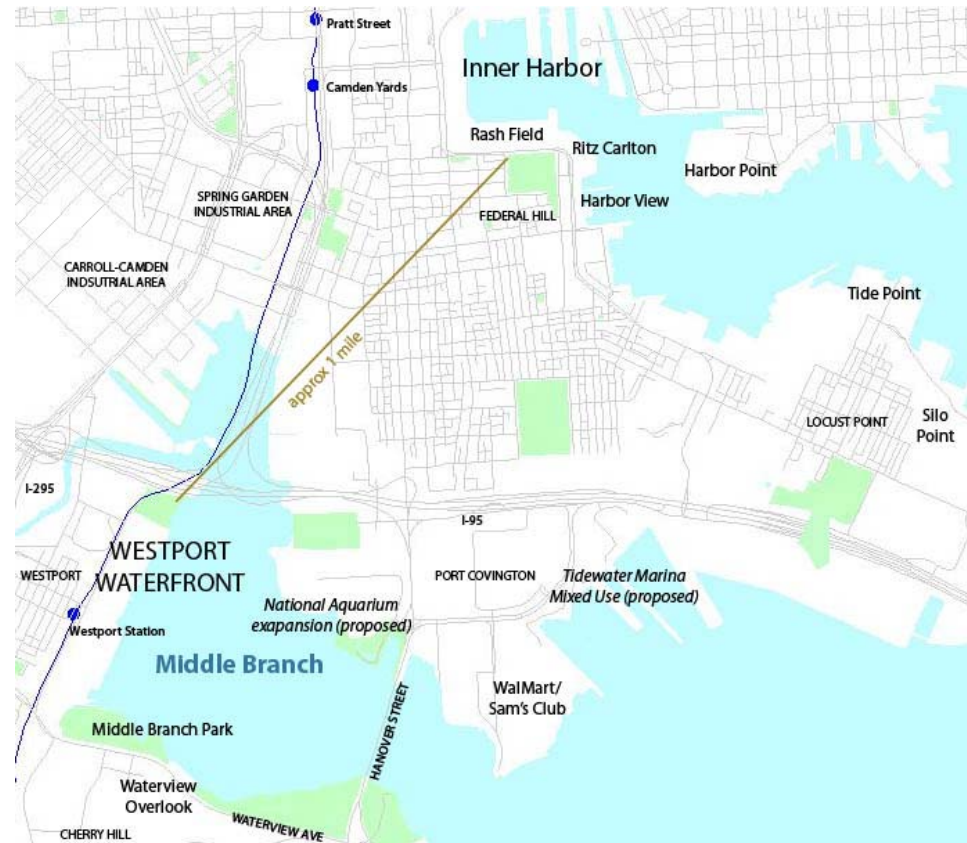 Pratt Street
Inner Harbor
Camden Yards
Rash Field
Ritz Carlton
Harbor Point
SPRING GARDEN
INDUSTRIAL AREA
Harbor View
FEDERAL HILL
CARROLL-CAMDEN
INDSUTRIAL AREA
Tide Point
approx 1 mile
LOCUST POINT
Silo
Point
I-295
I-95
WESTPORT
WATERFRONT
WESTPORT
PORT COVINGTON
Tidewater Marina
Mixed Use (proposed)
National Aquarium
exapansion (proposed)
Westport Station
Middle Branch
WalMart/
Sam's Club
HANOVER STREET
Middle Branch Park
Waterview
Overlook
WATERVIEW AVE
CHERRY HILL